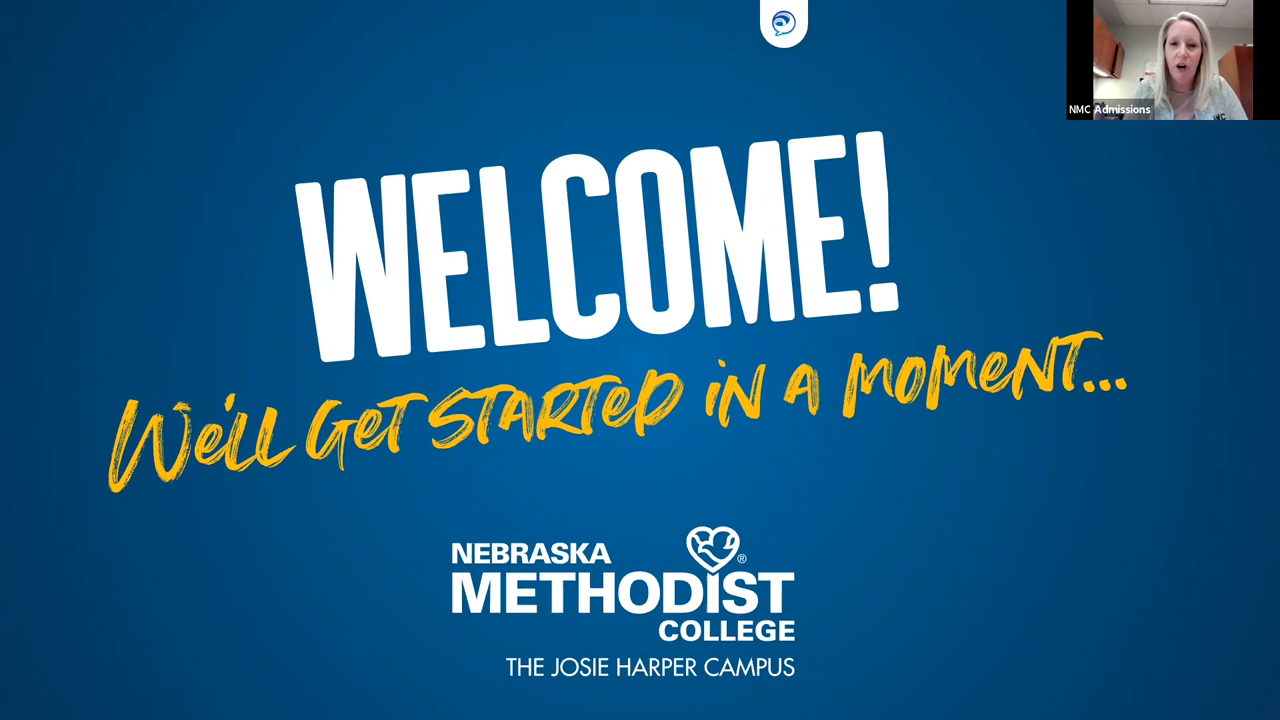 NMC Admissions
WELCOME!
We'll GeT STARTeD iN A MOMeNT...
NEBRASKA
METHODIST
®
COLLEGE
THE JOSIE HARPER CAMPUS